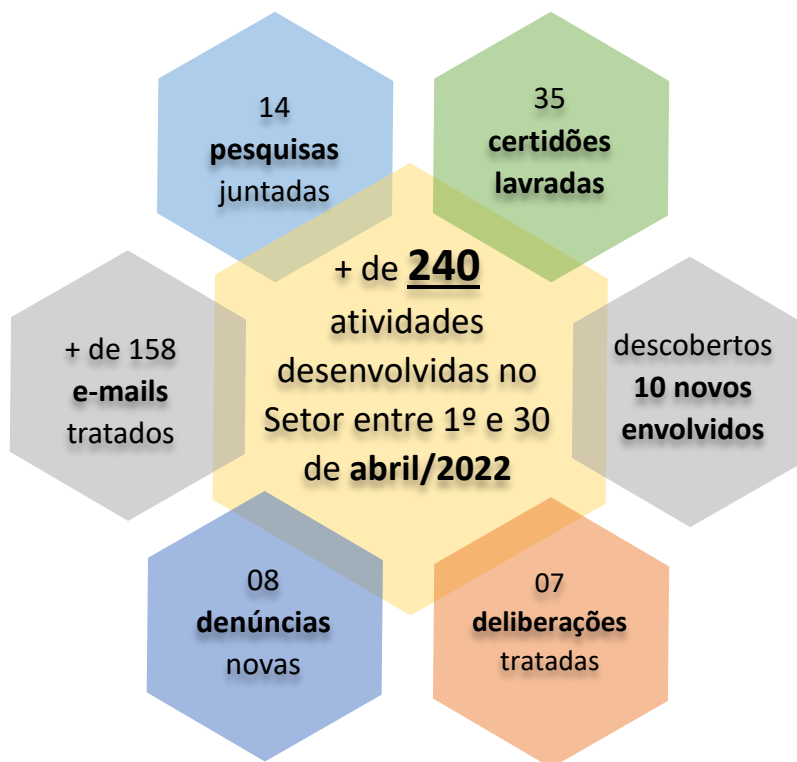 14
pesquisas
juntadas
35
certidões
lavradas
+ de 240
atividades
desenvolvidas no
Setor entre 1º e 30
de abril/2022
+ de 158
e-mails
tratados
descobertos
10 novos
envolvidos
08
denúncias
novas
07
deliberações
tratadas